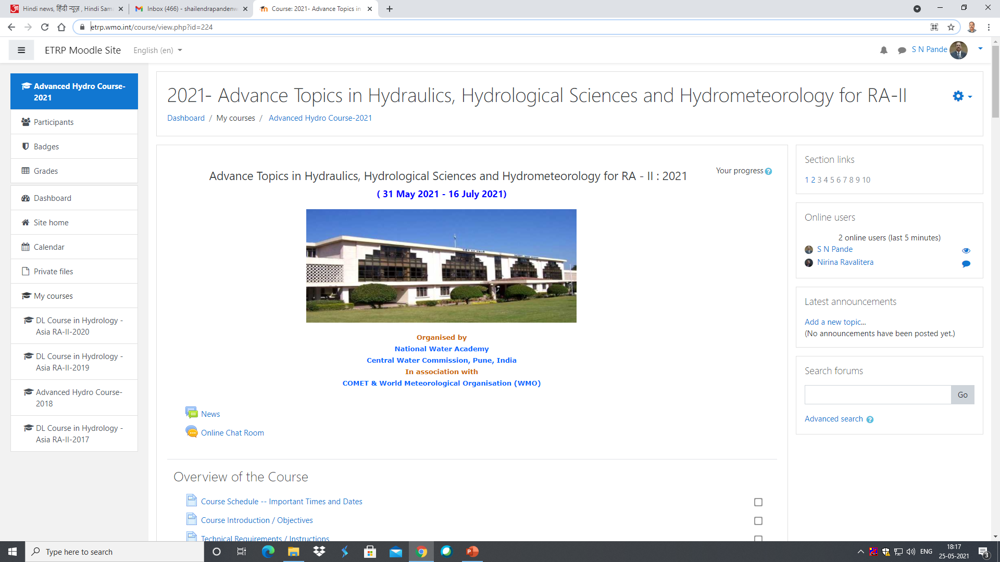 Hindi news, हिंदी न्यूज़ , Hindi Sam
Inbox (466) - shailendrapandenw
Course: 2021- Advance Topics in
etrp.wmo.int/course/view.php?id=224
ETRP Moodle Site
English (en)
S N Pande
Advanced Hydro Course-
2021
Participants
Badges
Grades
Dashboard
Site home
Calendar
Private files
My courses
DL Course in Hydrology -
Asia RA-II-2020
DL Course in Hydrology -
Asia RA-II-2019
Advanced Hydro Course-
2018
DL Course in Hydrology -
Asia RA-II-2017
2021- Advance Topics in Hydraulics, Hydrological Sciences and Hydrometeorology for RA-II
Dashboard / My courses / Advanced Hydro Course-2021
Your progress
Advance Topics in Hydraulics, Hydrological Sciences and Hydrometeorology for RA - II : 2021
( 31 May 2021 - 16 July 2021)
Organised by
National Water Academy
Central Water Commission, Pune, India
In association with
COMET & World Meteorological Organisation (WMO)
News
Online Chat Room
Overview of the Course
Course Schedule -- Important Times and Dates
Course Introduction / Objectives
Technical Requirements / Instructions
Section links
1 2 3 4 5 6 7 8 9 10
Online users
2 online users (last 5 minutes)
S N Pande
Nirina Ravalitera
Latest announcements
Add a new topic...
(No announcements have been posted yet.)
Search forums
Go
Advanced search
Type here to search
ENG
18:17
25-05-2021
3